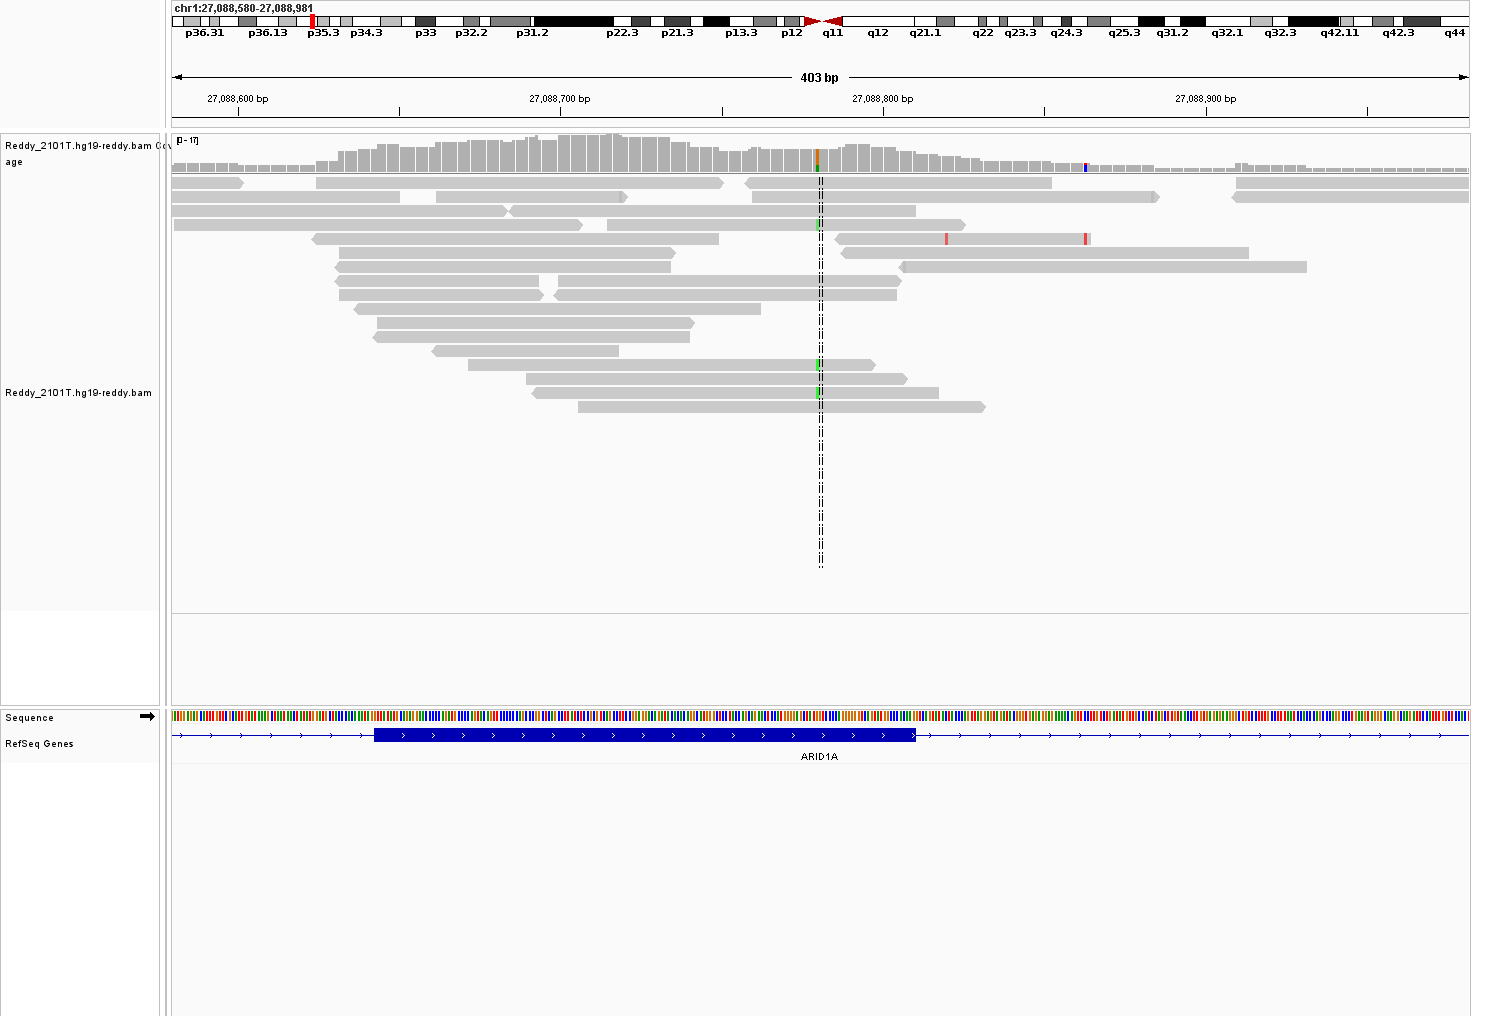 chr1:27,088,580-27,088,981
p36.31 p36.13 p35.3 p34.3 p33 p32.2 p31.2 p22.3 p21.3 p13.3 p12 q11 q12 q21.1 q22 q23.3 q24.3 q25.3 q31.2 q32.1 q32.3 q42.11 q42.3 q44
403 bp
27,088,600 bp 27,088,700 bp 27,088,800 bp 27,088,900 bp
[0 - 17]
Reddy_2101T.hg19-reddy.bam Cov
age
Reddy_2101T.hg19-reddy.bam
Sequence
RefSeq Genes
ARID1A